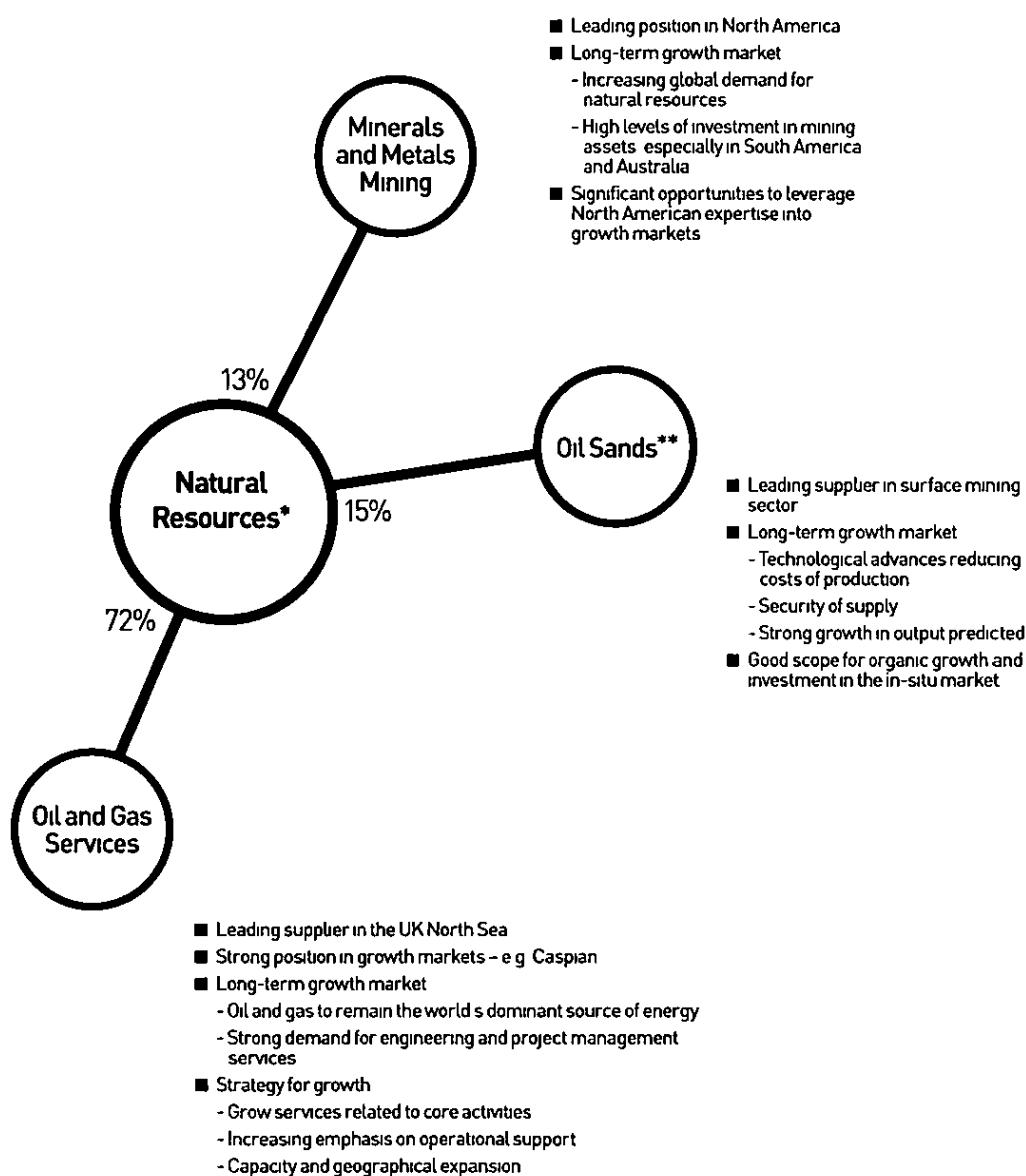 ■ Leading position in North America
■ Long-term growth market
- Increasing global demand for
natural resources
- High levels of investment in mining
assets especially in South America
and Australia
■ Significant opportunities to leverage
North American expertise into
growth markets
Minerals
and Metals
Mining
13%
Oil Sands**
Natural
Resources*
15%
■ Leading supplier in surface mining
sector
■ Long-term growth market
- Technological advances reducing
costs of production
- Security of supply
- Strong growth in output predicted
■ Good scope for organic growth and
investment in the in-situ market
72%
Oil and Gas
Services
■ Leading supplier in the UK North Sea
■ Strong position in growth markets – e g Caspian
■ Long-term growth market
- Oil and gas to remain the world s dominant source of energy
- Strong demand for engineering and project management
services
■ Strategy for growth
- Grow services related to core activities
- Increasing emphasis on operational support
- Capacity and geographical expansion